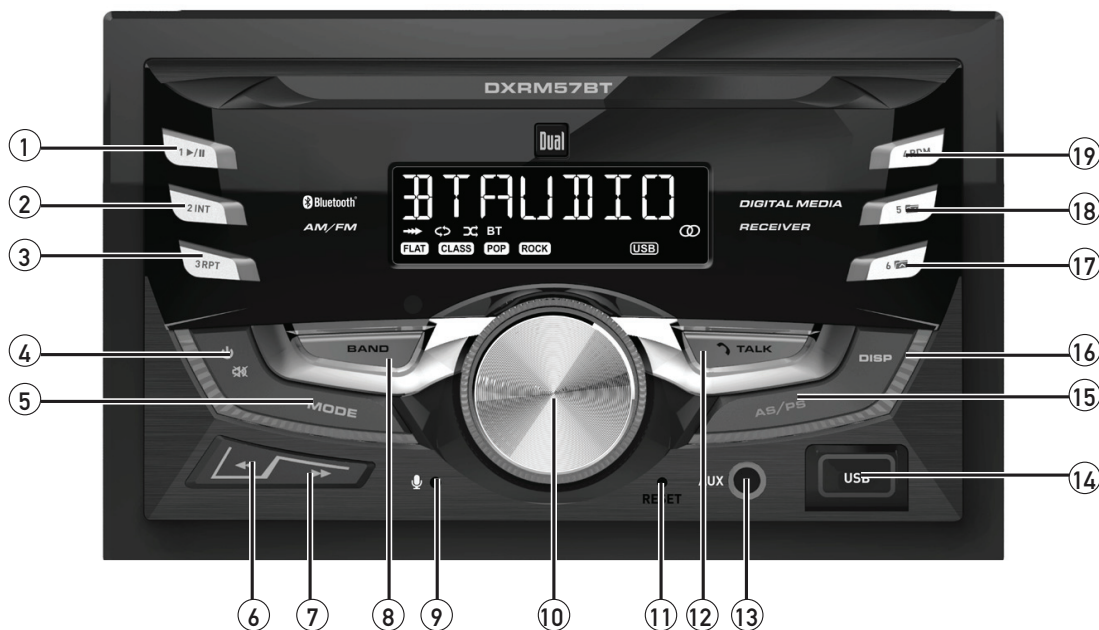 DXRM57BT
Dual
1
1 ▶/II
4 RDM
19
BTAUDIO
2
2 INT
Bluetooth®
DIGITAL MEDIA
5
18
AM/FM
RECEIVER
BT
FLAT CLASS POP ROCK USB
3
3 RPT
6
17
4
BAND
TALK
DISP
16
5
MODE
AS/PS
15
AUX
USB
14
RESET
6 7 8 9 10 11 12 13